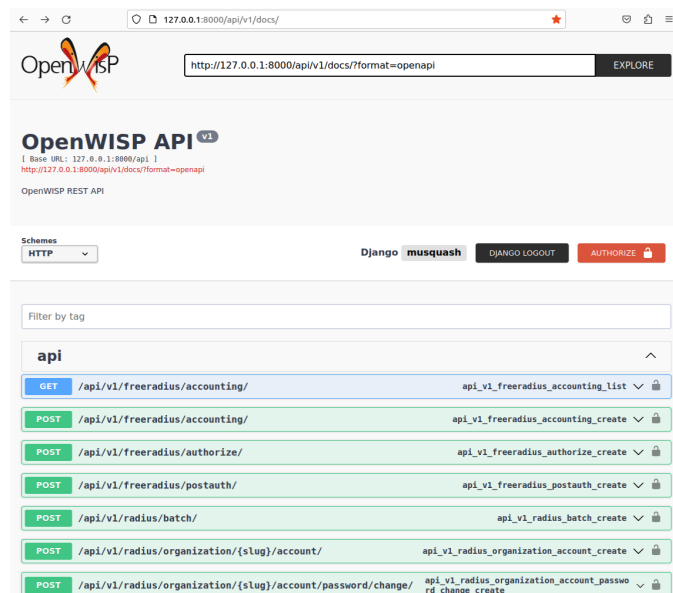 127.0.0.1:8000/api/v1/docs/
OpenWISP
http://127.0.0.1:8000/api/v1/docs/?format=openapi
EXPLORE
OpenWISP API v1
[ Base URL: 127.0.0.1:8000/api ]
http://127.0.0.1:8000/api/v1/docs/?format=openapi
OpenWISP REST API
Schemes
HTTP
Django musquash DJANGO LOGOUT AUTHORIZE
Filter by tag
api
GET /api/v1/freeradius/accounting/ api_v1_freeradius_accounting_list
POST /api/v1/freeradius/accounting/ api_v1_freeradius_accounting_create
POST /api/v1/freeradius/authorize/ api_v1_freeradius_authorize_create
POST /api/v1/freeradius/postauth/ api_v1_freeradius_postauth_create
POST /api/v1/radius/batch/ api_v1_radius_batch_create
POST /api/v1/radius/organization/{slug}/account/ api_v1_radius_organization_account_create
POST /api/v1/radius/organization/{slug}/account/password/change/ api_v1_radius_organization_account_passwo
rd_change_create